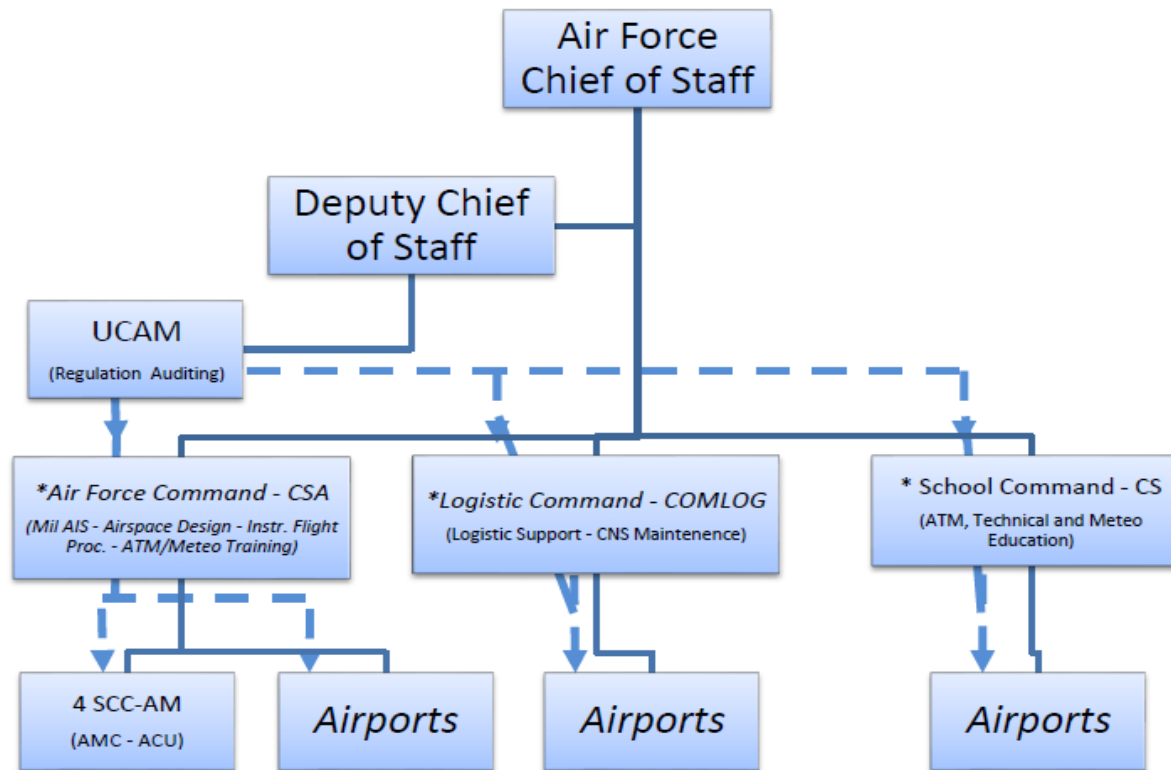 Air Force
Chief of Staff
Deputy Chief
of Staff
UCAM
(Regulation Auditing)
*Air Force Command - CSA
(Mil AIS - Airspace Design - Instr. Flight
Proc. - ATM/Meteo Training)
*Logistic Command - COMLOG
(Logistic Support - CNS Maintenence)
* School Command - CS
(ATM, Technical and Meteo
Education)
4 SCC-AM
(AMC - ACU)
Airports
Airports
Airports